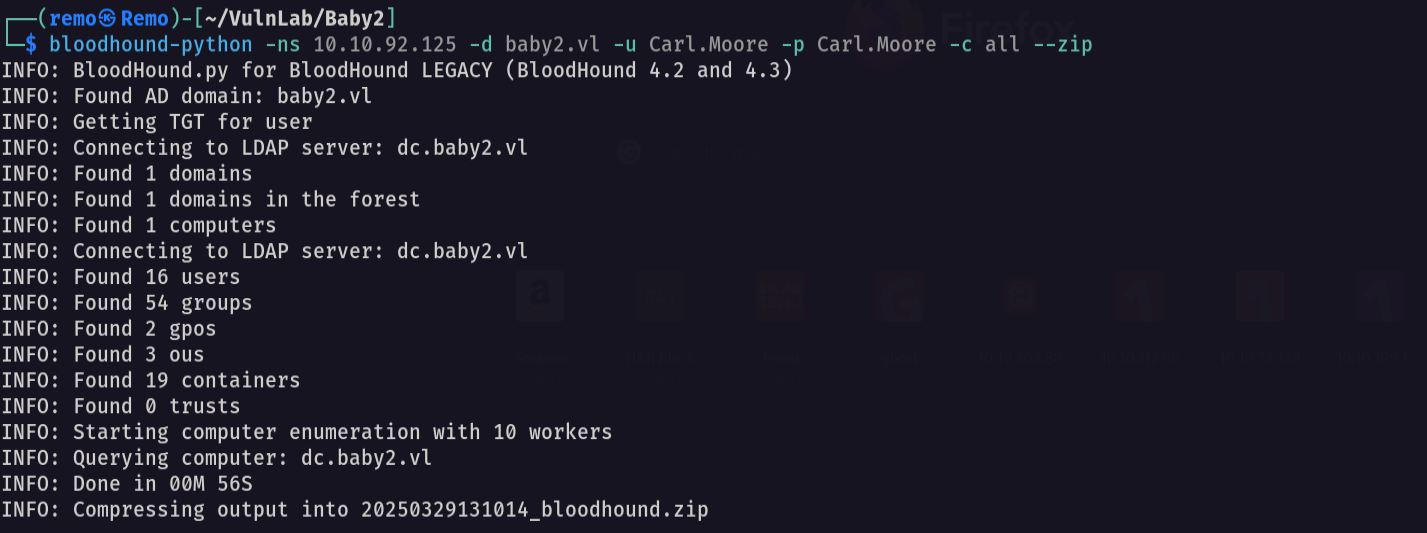 ┌──(remo㉿Remo)-[~/VulnLab/Baby2]
└─$ bloodhound-python -ns 10.10.92.125 -d baby2.vl -u Carl.Moore -p Carl.Moore -c all --zip
INFO: BloodHound.py for BloodHound LEGACY (BloodHound 4.2 and 4.3)
INFO: Found AD domain: baby2.vl
INFO: Getting TGT for user
INFO: Connecting to LDAP server: dc.baby2.vl
INFO: Found 1 domains
INFO: Found 1 domains in the forest
INFO: Found 1 computers
INFO: Connecting to LDAP server: dc.baby2.vl
INFO: Found 16 users
INFO: Found 54 groups
INFO: Found 2 gpos
INFO: Found 3 ous
INFO: Found 19 containers
INFO: Found 0 trusts
INFO: Starting computer enumeration with 10 workers
INFO: Querying computer: dc.baby2.vl
INFO: Done in 00M 56S
INFO: Compressing output into 20250329131014_bloodhound.zip
Firefox